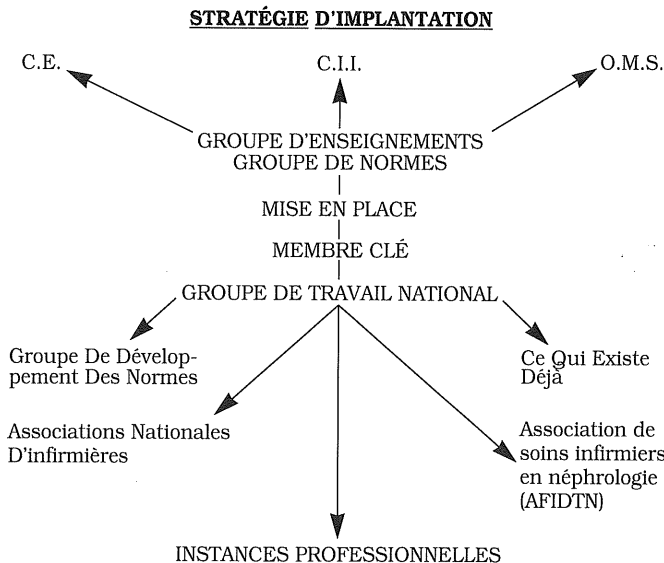 STRATÉGIE D'IMPLANTATION
C.E.
C.I.I.
O.M.S.
GROUPE D'ENSEIGNEMENTS
GROUPE DE NORMES
MISE EN PLACE
MEMBRE CLÉ
GROUPE DE TRAVAIL NATIONAL
Groupe De Dévelop-
pement Des Normes
Ce Qui Existe
Déjà
Associations Nationales
D'infirmières
Association de
soins infirmiers
en néphrologie
(AFIDTN)
INSTANCES PROFESSIONNELLES